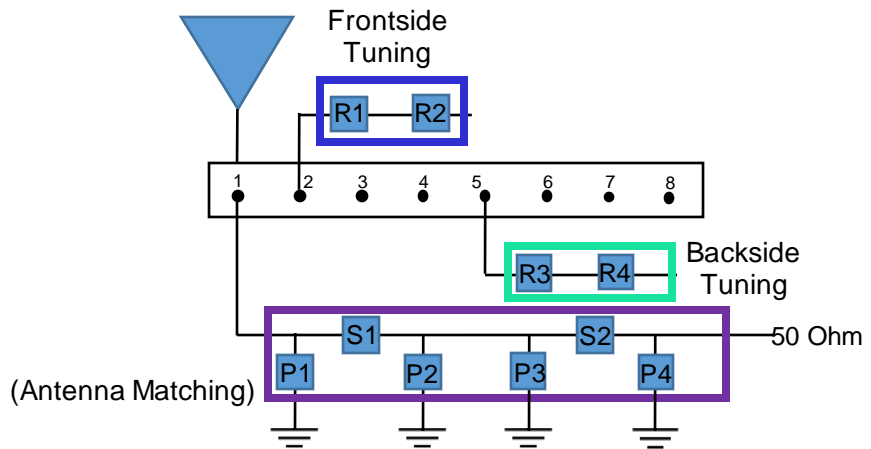 Frontside
Tuning
R1 R2
1 2 3 4 5 6 7 8
R3 R4
Backside
Tuning
S1 S2
50 Ohm
P1 P2 P3 P4
(Antenna Matching)